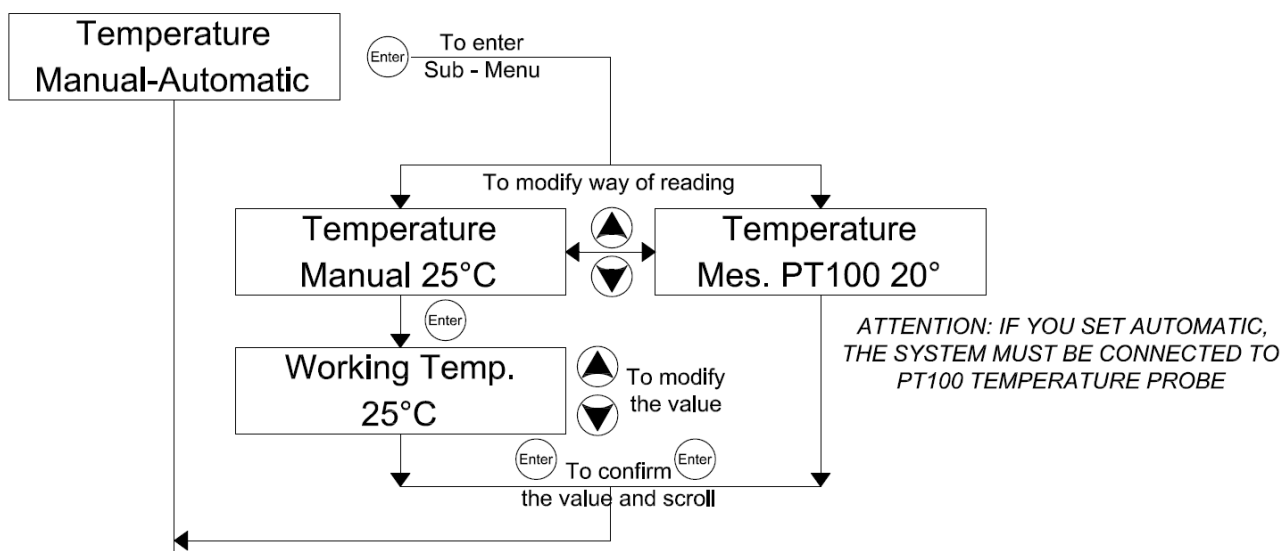 Temperature
Manual-Automatic
Enter
To enter
Sub - Menu
To modify way of reading
Temperature
Manual 25°C
Temperature
Mes. PT100 20°
Enter
ATTENTION: IF YOU SET AUTOMATIC,
THE SYSTEM MUST BE CONNECTED TO
PT100 TEMPERATURE PROBE
Working Temp.
25°C
To modify
the value
Enter
To confirm
Enter
the value and scroll